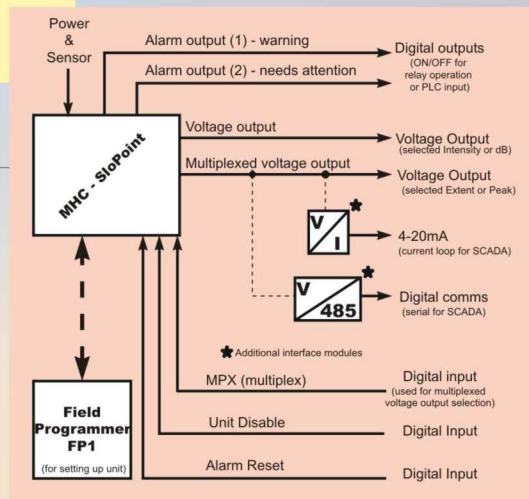 Power
&
Sensor
Alarm output (1) - warning
Digital outputs
(ON/OFF for
relay operation
or PLC input)
Alarm output (2) - needs attention
MHC - SloPoint
Voltage output
Voltage Output
(selected Intensity or dB)
Multiplexed voltage output
Voltage Output
(selected Extent or Peak)
V
I
4-20mA
(current loop for SCADA)
V
485
Digital comms
(serial for SCADA)
Additional interface modules
MPX (multiplex)
Digital input
(used for multiplexed
voltage output selection)
Field
Programmer
FP1
(for setting up unit)
Unit Disable
Digital Input
Alarm Reset
Digital Input